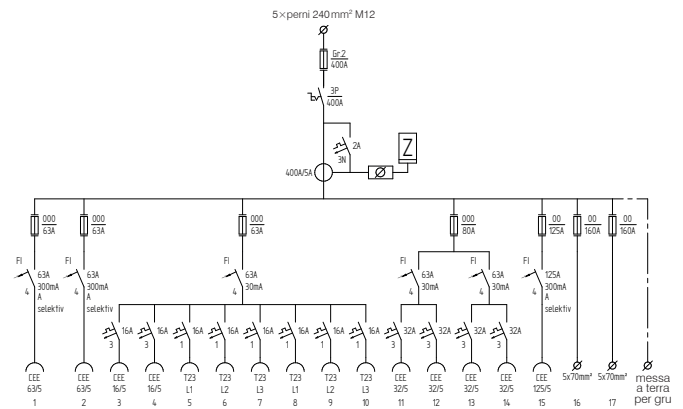 5×perni 240 mm² M12
Gr.2
400A
3P
400A
2A
3N
Z
400A/5A
000
63A
000
63A
000
63A
000
80A
00
125A
00
160A
00
160A
FI
63A
300mA
A
selektiv
4
FI
63A
300mA
A
selektiv
4
FI
63A
30mA
4
FI
63A
30mA
4
FI
63A
30mA
4
FI
125A
300mA
A
selektiv
4
16A
3
16A
3
16A
1
16A
1
16A
1
16A
1
16A
1
16A
1
32A
3
32A
3
32A
3
32A
3
5x70mm²
5x70mm²
messa
a terra
per gru
CEE
63/5
1
CEE
63/5
2
CEE
16/5
3
CEE
16/5
4
T23
L1
5
T23
L2
6
T23
L3
7
T23
L1
8
T23
L2
9
T23
L3
10
CEE
32/5
11
CEE
32/5
12
CEE
32/5
13
CEE
32/5
14
CEE
125/5
15
16
17